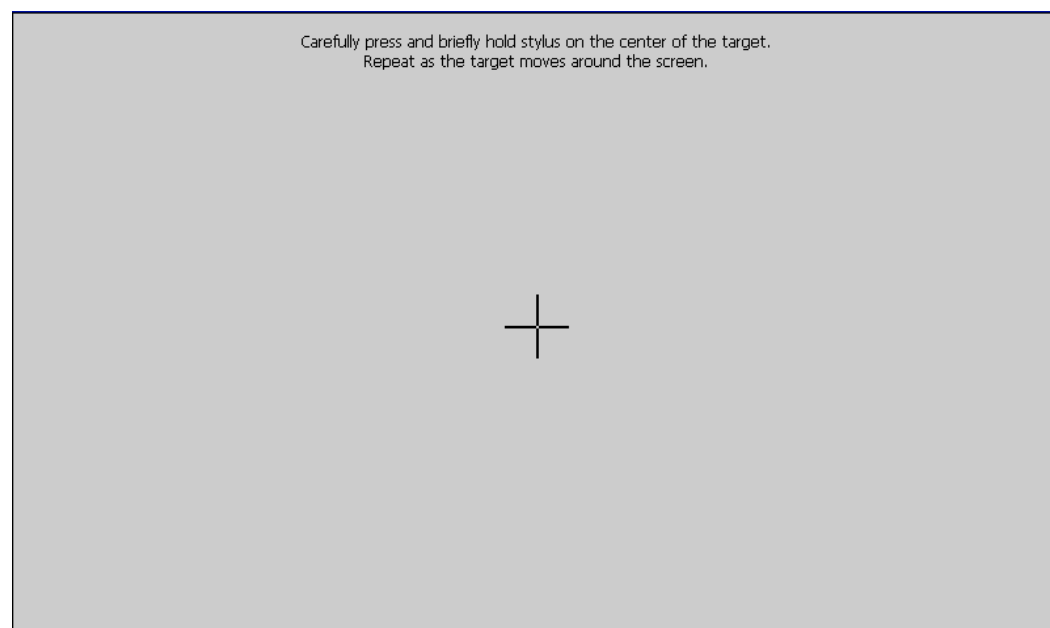 Carefully press and briefly hold stylus on the center of the target.
Repeat as the target moves around the screen.